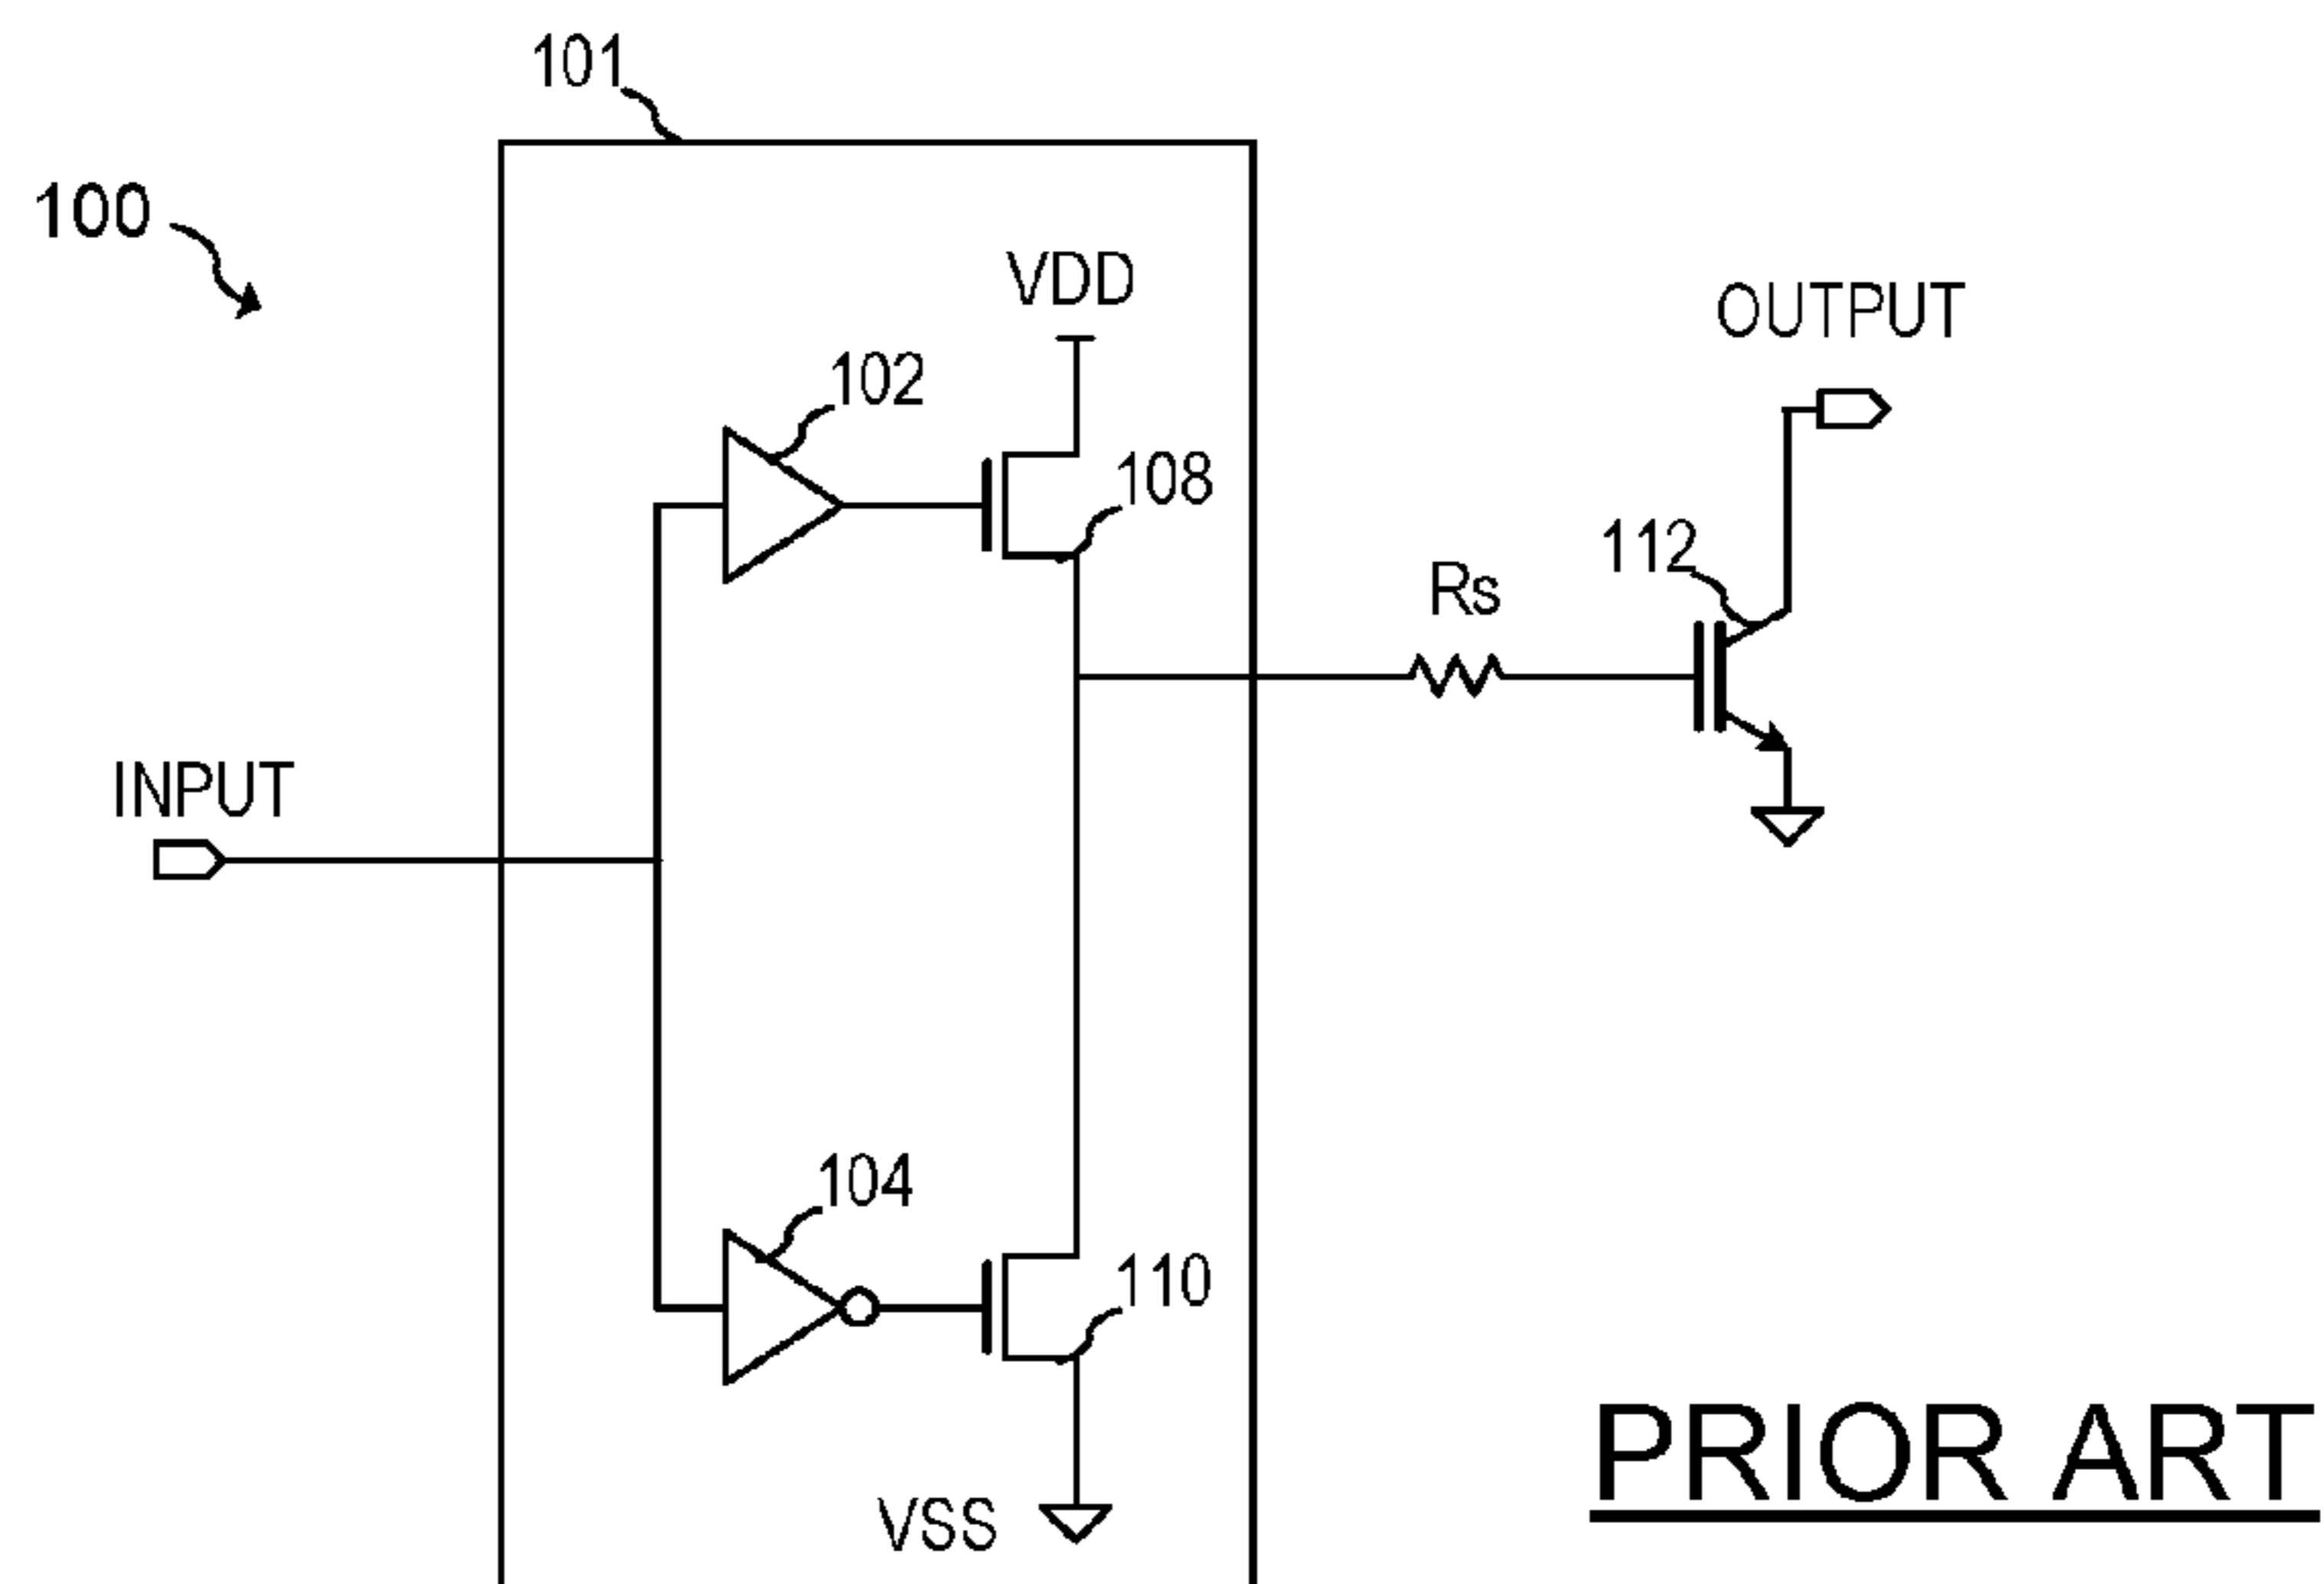 101
100
VDD
OUTPUT
102
108
112
Rs
INPUT
104
110
PRIOR ART
VSS